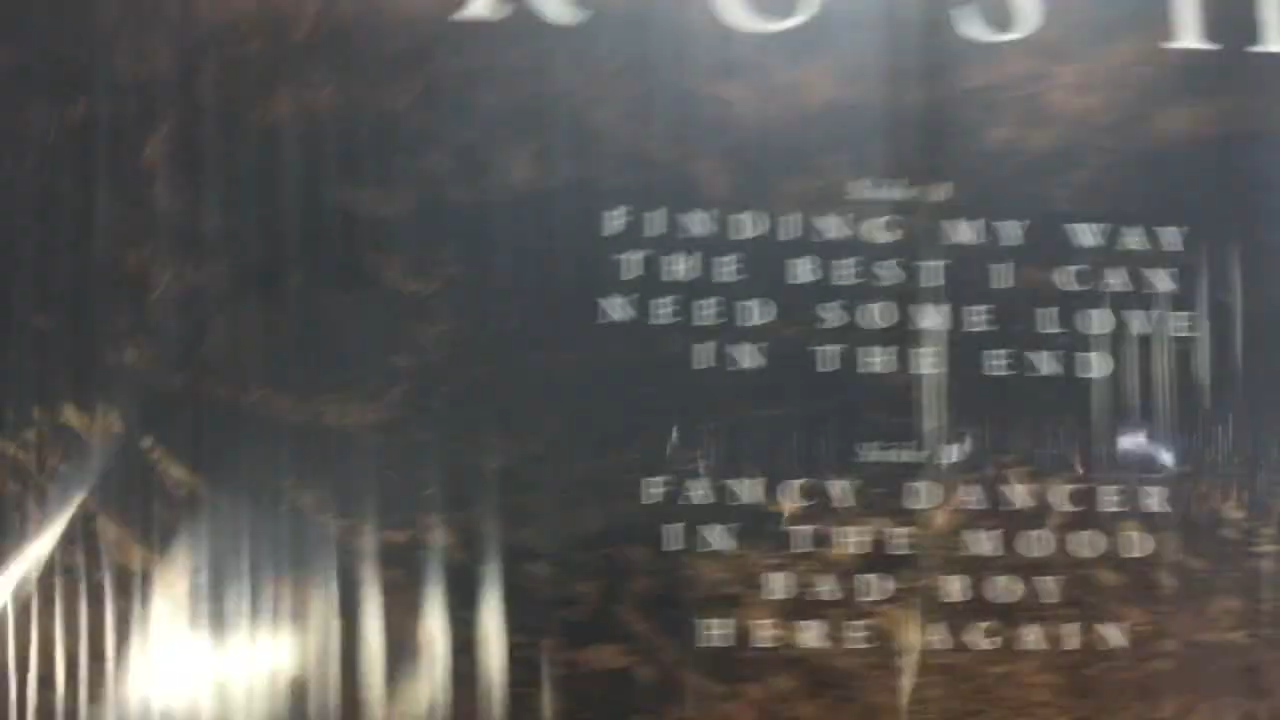 RUSH
FINDING MY WAY
THE BEST I CAN
NEED SOME LOVE
IN THE END
FANCY DANCER
IN THE MOOD
BAD BOY
HERE AGAIN